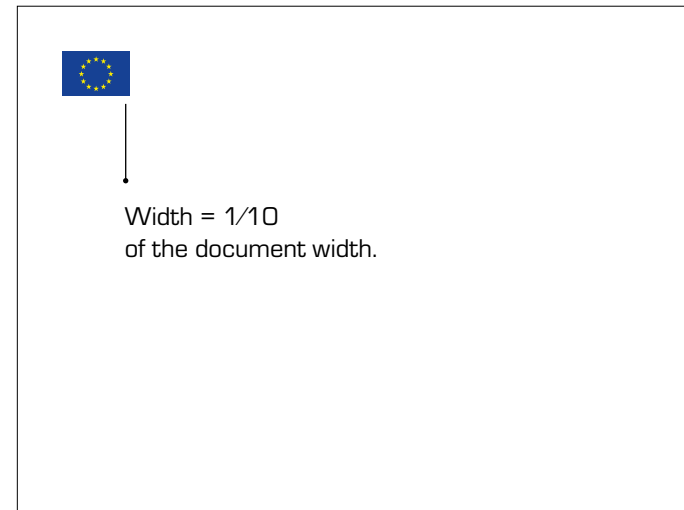 Width = 1/10
of the document width.